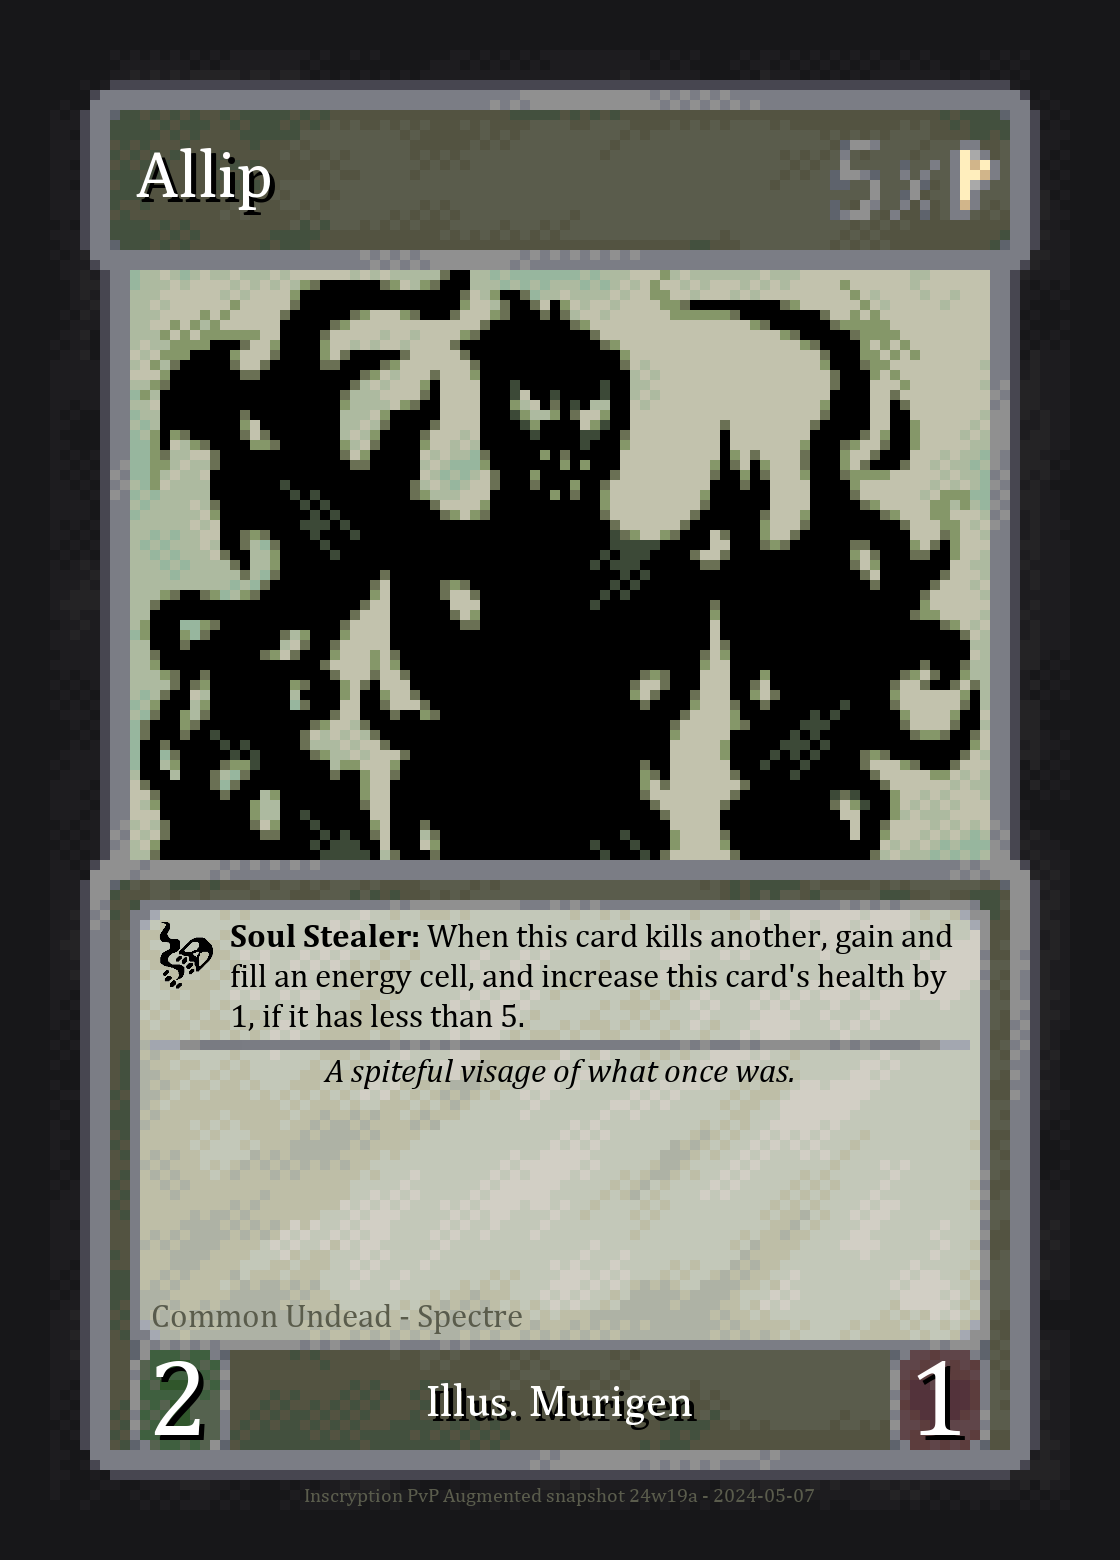 Allip 5x
Soul Stealer: When this card kills another, gain and
fill an energy cell, and increase this card's health by
1, if it has less than 5.
A spiteful visage of what once was.
Common Undead - Spectre
2 Illus. Murigen 1
Inscryption PvP Augmented snapshot 24w19a - 2024-05-07